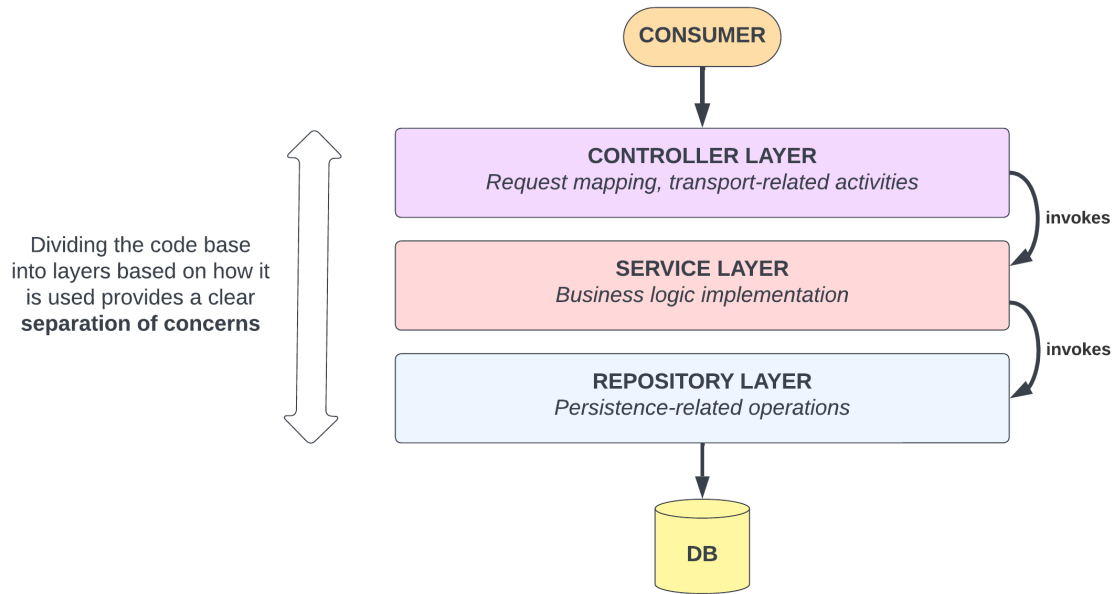 CONSUMER
CONTROLLER LAYER
Request mapping, transport-related activities
invokes
Dividing the code base
into layers based on how it
is used provides a clear
separation of concerns
SERVICE LAYER
Business logic implementation
invokes
REPOSITORY LAYER
Persistence-related operations
DB